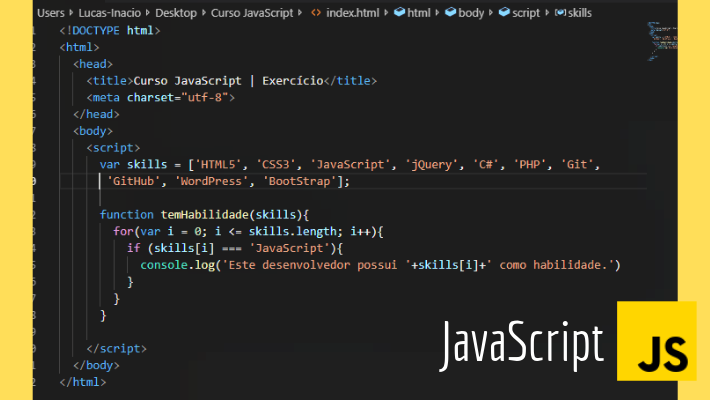 Users > Lucas-Inacio > Desktop > Curso JavaScript > <> index.html > html > body > script > skills
<!DOCTYPE html>
<html>
<head>
<title>Curso JavaScript | Exercício</title>
<meta charset="utf-8">
</head>
<body>
<script>
var skills = ['HTML5', 'CSS3', 'JavaScript', 'jQuery', 'C#', 'PHP', 'Git',
'GitHub', 'WordPress', 'BootStrap'];
function temHabilidade(skills){
for(var i = 0; i <= skills.length; i++){
if (skills[i] === 'JavaScript'){
console.log('Este desenvolvedor possui '+skills[i]+' como habilidade.')
}
}
}
</script>
</body>
</html>
JavaScript
JS